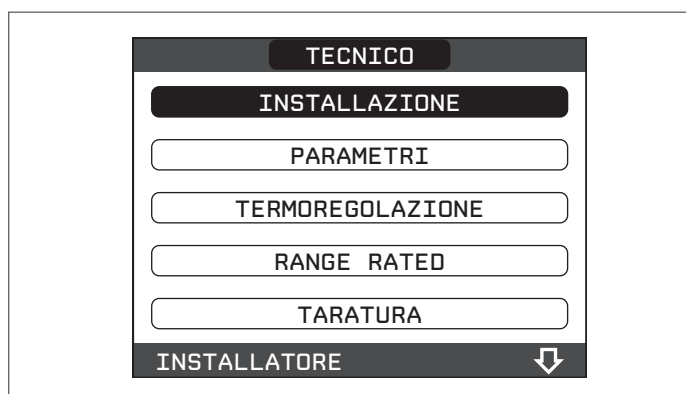 TECNICO
INSTALLAZIONE
PARAMETRI
TERMOREGOLAZIONE
RANGE RATED
TARATURA
INSTALLATORE